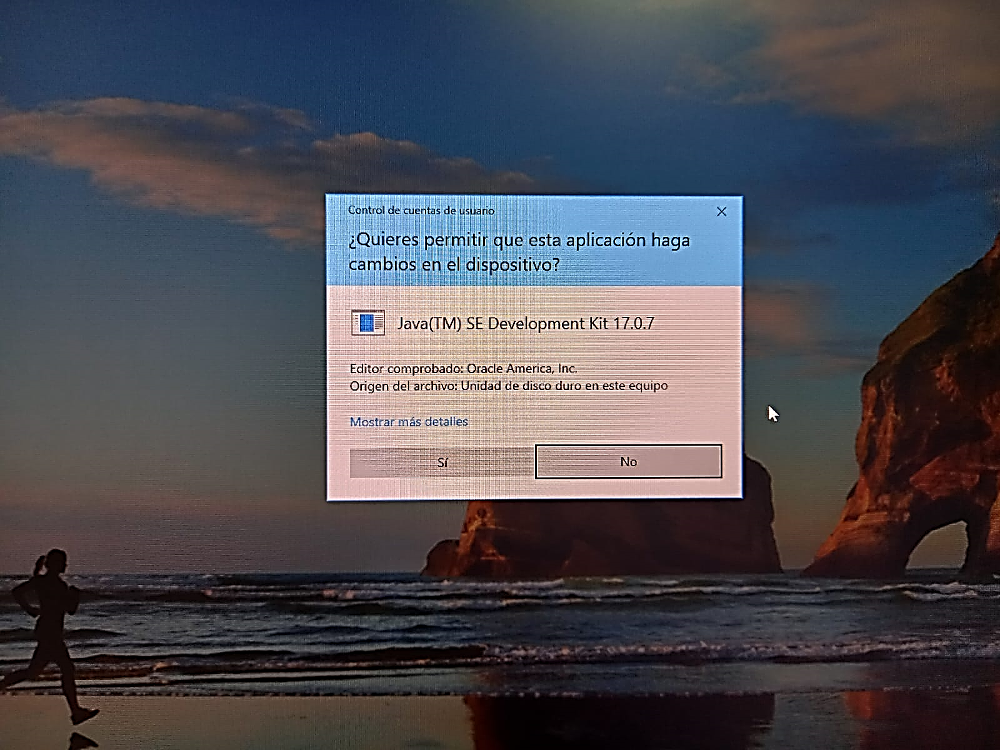 Control de cuentas de usuario
¿Quieres permitir que esta aplicación haga
cambios en el dispositivo?
Java(TM) SE Development Kit 17.0.7
Editor comprobado: Oracle America, Inc.
Origen del archivo: Unidad de disco duro en este equipo
Mostrar más detalles
Sí
No